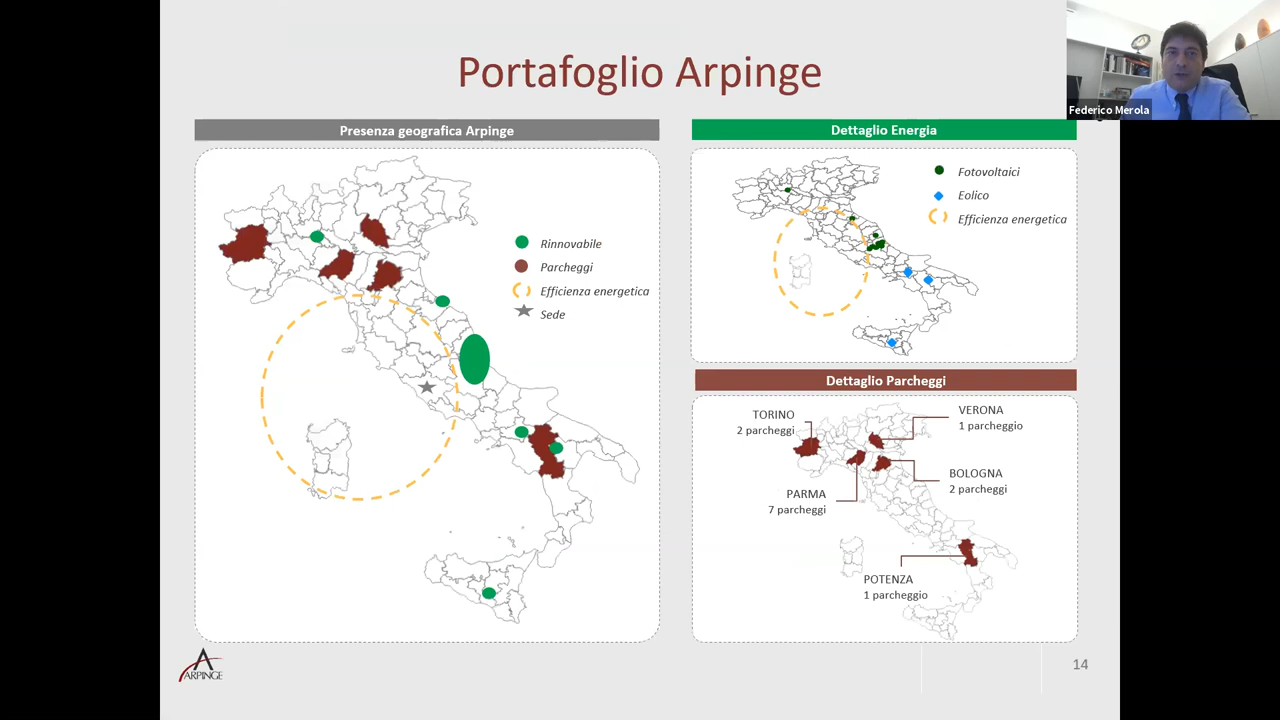 Portafoglio Arpinge
Federico Merola
Presenza geografica Arpinge
Rinnovabile
Parcheggi
Efficienza energetica
Sede
Dettaglio Energia
Fotovoltaici
Eolico
Efficienza energetica
Dettaglio Parcheggi
TORINO
2 parcheggi
VERONA
1 parcheggio
BOLOGNA
2 parcheggi
PARMA
7 parcheggi
POTENZA
1 parcheggio
ARPINGE
14